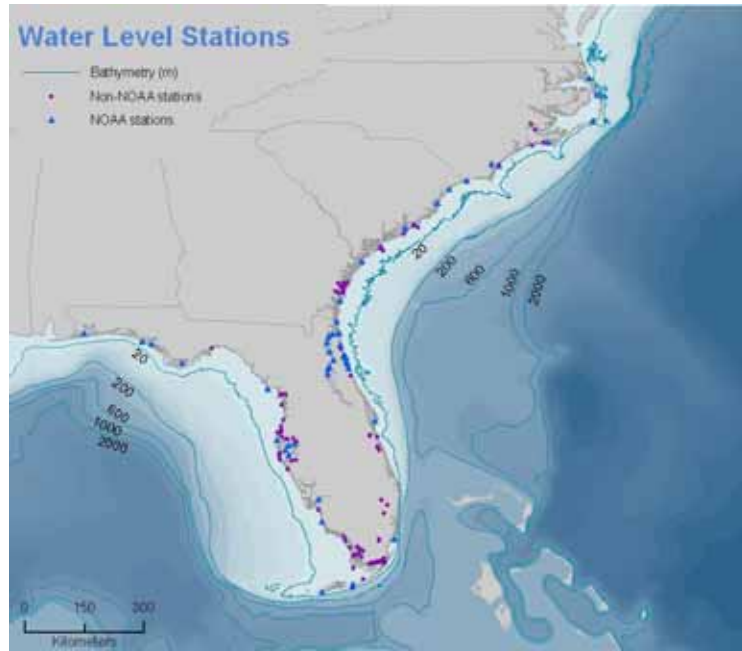 Water Level Stations
Bathymetry (m)
Non-NOAA stations
NOAA stations
20
200
600
1000
2000
20
200
600
1000
2000
0 150 300
Kilometers